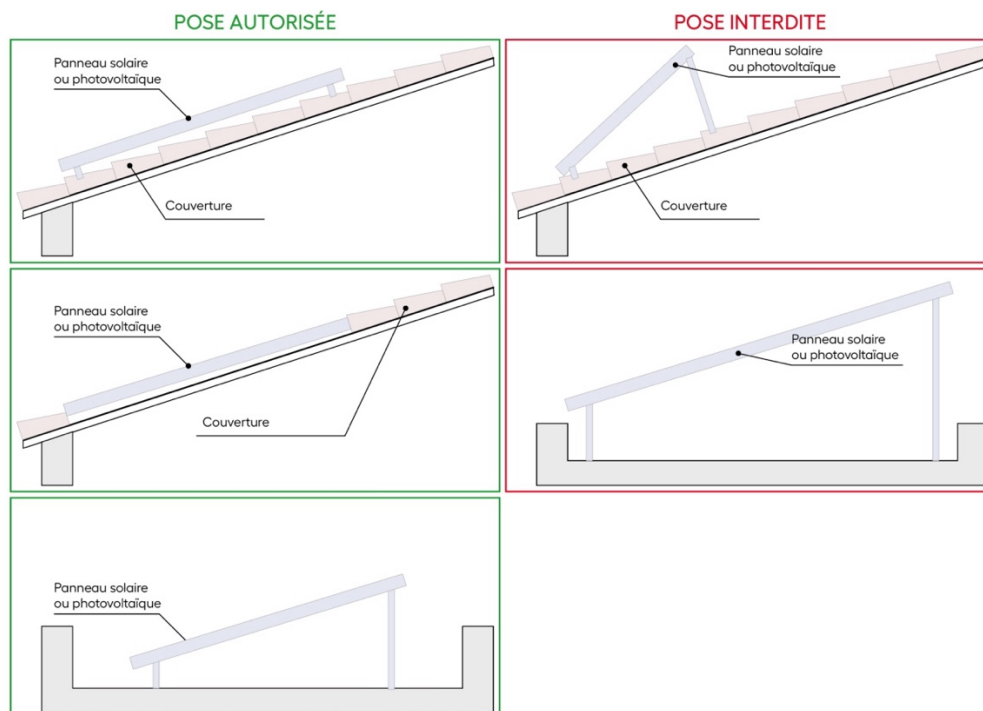 POSE AUTORISÉE
POSE INTERDITE
Panneau solaire
ou photovoltaïque
Couverture
Panneau solaire
ou photovoltaïque
Couverture
Panneau solaire
ou photovoltaïque
Couverture
Panneau solaire
ou photovoltaïque
Panneau solaire
ou photovoltaïque